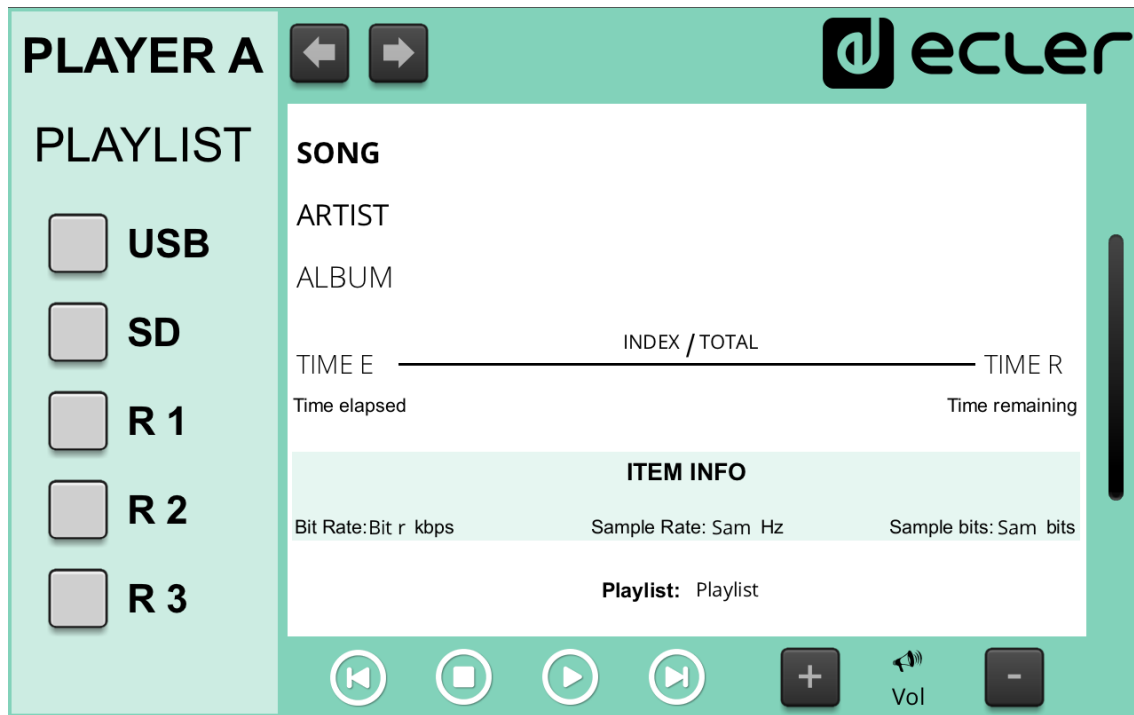 PLAYER A
ecler
PLAYLIST
USB
SD
R 1
R 2
R 3
SONG
ARTIST
ALBUM
INDEX / TOTAL
TIME E TIME R
Time elapsed Time remaining
ITEM INFO
Bit Rate: Bit r kbps Sample Rate: Sam Hz Sample bits: Sam bits
Playlist: Playlist
+ Vol -